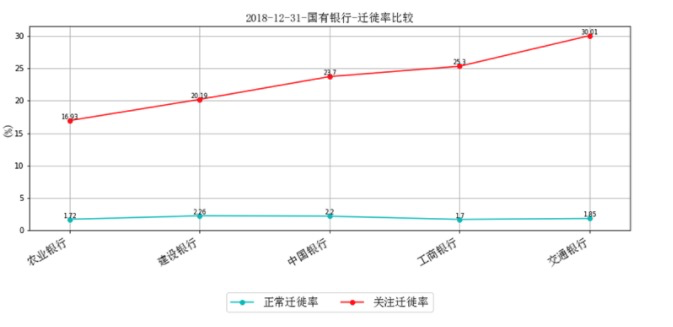 2018-12-31-国有银行-迁徙率比较
(%)
30
25
20
15
10
5
0
16.93
20.19
23.7
25.3
30.01
1.72
2.26
2.2
1.7
1.85
农业银行
建设银行
中国银行
工商银行
交通银行
正常迁徙率
关注迁徙率